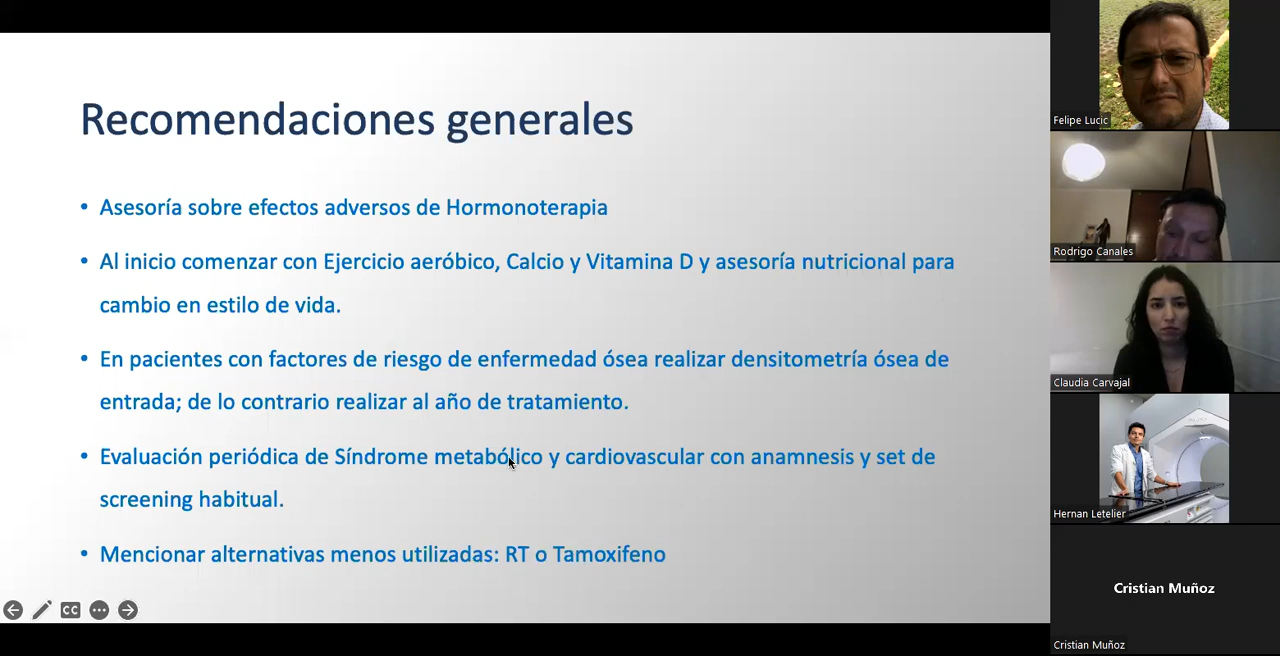 Recomendaciones generales
• Asesoría sobre efectos adversos de Hormonoterapia
• Al inicio comenzar con Ejercicio aeróbico, Calcio y Vitamina D y asesoría nutricional para
cambio en estilo de vida.
• En pacientes con factores de riesgo de enfermedad ósea realizar densitometría ósea de
entrada; de lo contrario realizar al año de tratamiento.
• Evaluación periódica de Síndrome metabólico y cardiovascular con anamnesis y set de
screening habitual.
• Mencionar alternativas menos utilizadas: RT o Tamoxifeno
CC
Felipe Lucic
Rodrigo Canales
Claudia Carvajal
Hernan Letelier
Cristian Muñoz
Cristian Muñoz